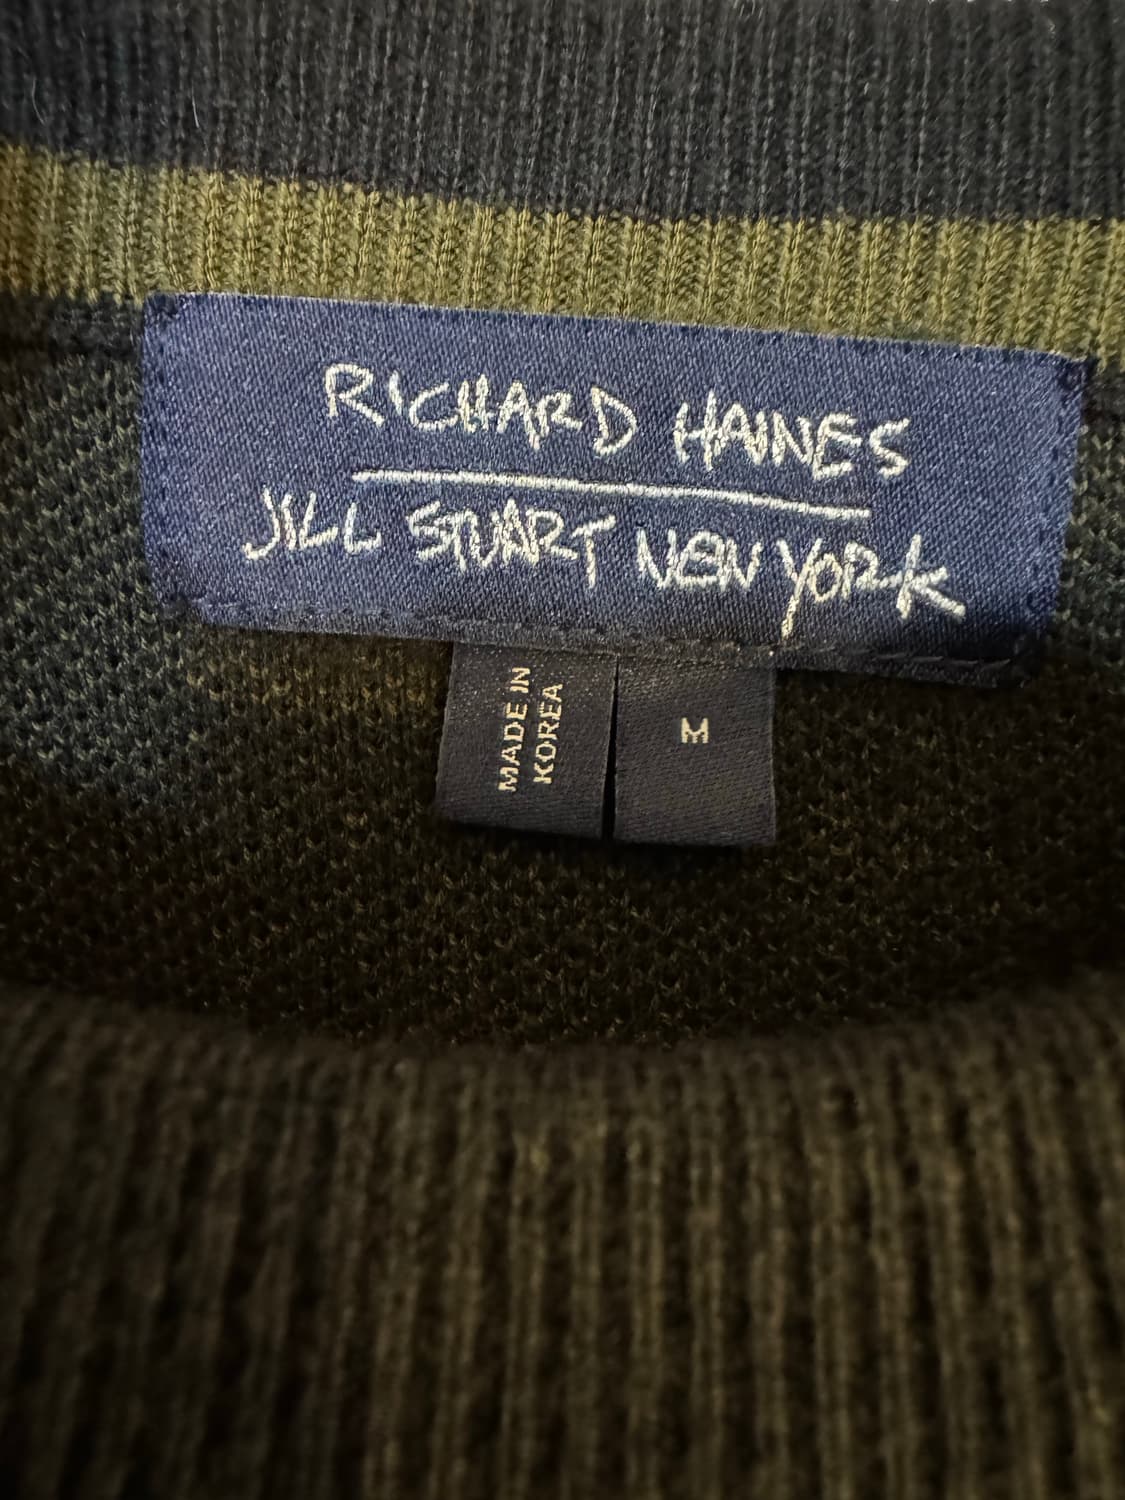 RICHARD HAINES
JILL STUART NEW YORK
MADE IN
KOREA
M